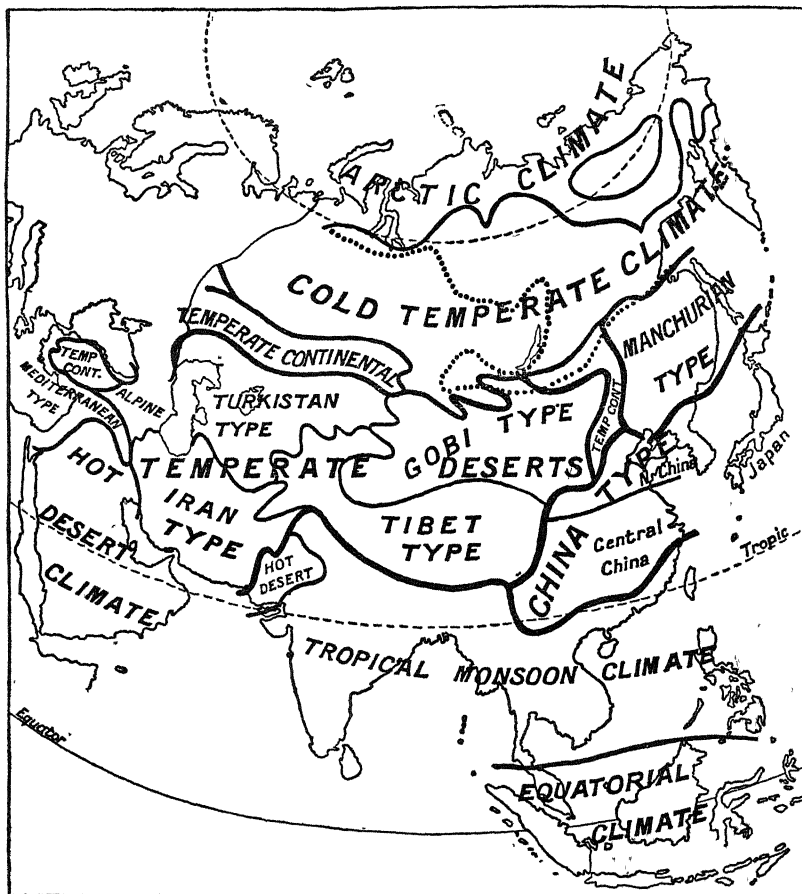 ARCTIC CLIMATE
COLD TEMPERATE CLIMATE
TEMPERATE CONTINENTAL
MANCHURIAN
TYPE
TEMP
CONT.
MEDITERRANEAN
TYPE
ALPINE
TURKISTAN
TYPE
GOBI TYPE
TEMP CONT
TEMPERATE DESERTS
IRAN
TYPE
TIBET
TYPE
CHINA TYPE
N. China
Central
China
Japan
HOT
DESERT
CLIMATE
HOT
DESERT
Tropic
TROPICAL MONSOON CLIMATE
Equator
EQUATORIAL
CLIMATE